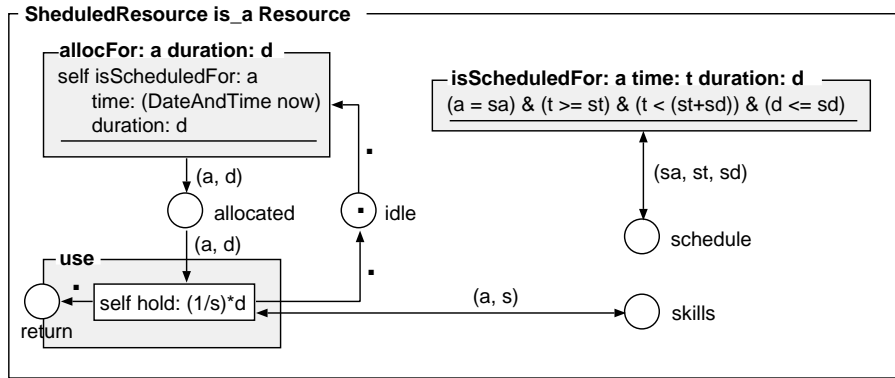 SheduledResource is_a Resource
allocFor: a duration: d
self isScheduledFor: a
time: (DateAndTime now)
duration: d
isScheduledFor: a time: t duration: d
(a = sa) & (t >= st) & (t < (st+sd)) & (d <= sd)
(a, d)
(sa, st, sd)
allocated
idle
schedule
(a, d)
use
self hold: (1/s)*d
(a, s)
skills
return